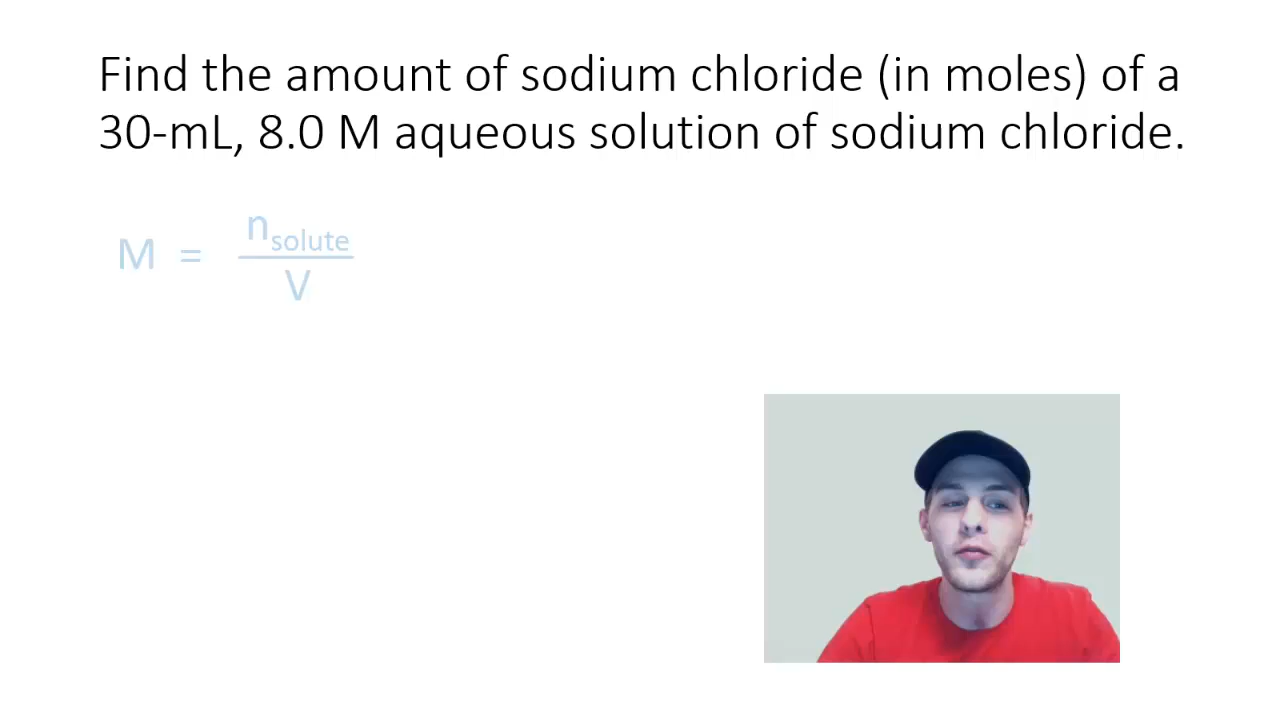 Find the amount of sodium chloride (in moles) of a
30-mL, 8.0 M aqueous solution of sodium chloride.
M = n_solute / V